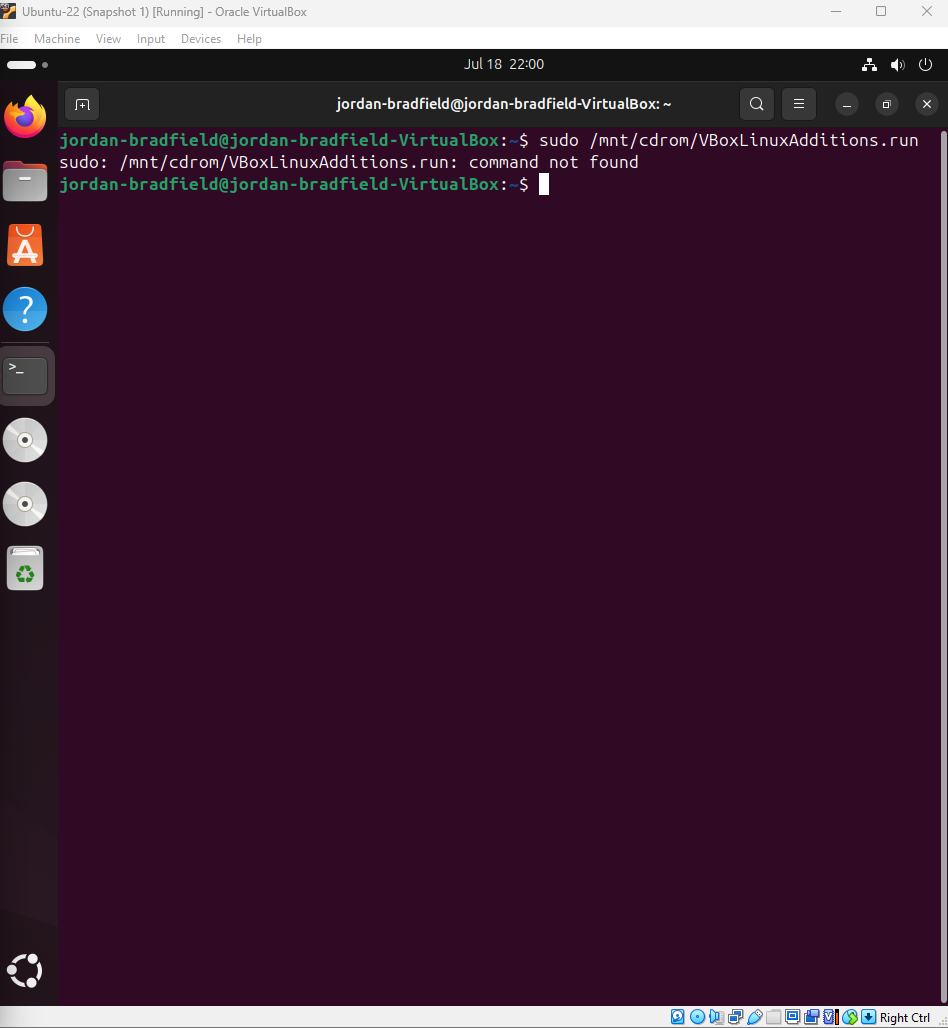 Ubuntu-22 (Snapshot 1) [Running] - Oracle VirtualBox
File Machine View Input Devices Help
Jul 18 22:00
jordan-bradfield@jordan-bradfield-VirtualBox: ~
jordan-bradfield@jordan-bradfield-VirtualBox:~$ sudo /mnt/cdrom/VBoxLinuxAdditions.run
sudo: /mnt/cdrom/VBoxLinuxAdditions.run: command not found
jordan-bradfield@jordan-bradfield-VirtualBox:~$
>_
A
?
Right Ctrl